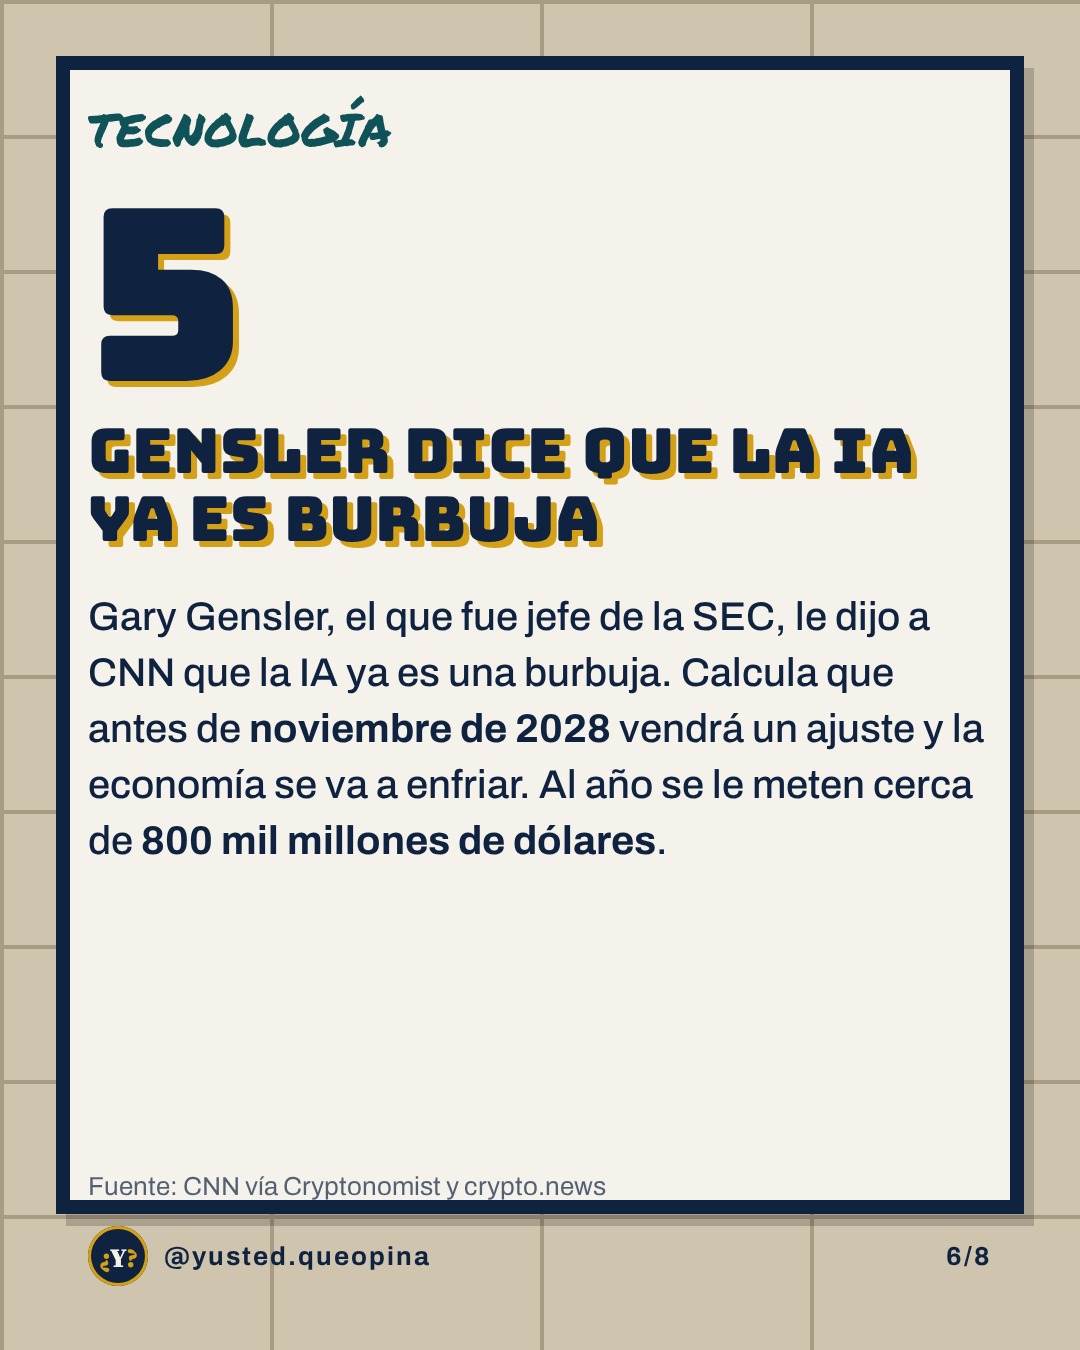 TECNOLOGÍA
5
GENSLER DICE QUE LA IA
YA ES BURBUJA
Gary Gensler, el que fue jefe de la SEC, le dijo a
CNN que la IA ya es una burbuja. Calcula que
antes de noviembre de 2028 vendrá un ajuste y la
economía se va a enfriar. Al año se le meten cerca
de 800 mil millones de dólares.
Fuente: CNN vía Cryptonomist y crypto.news
¿Y? @yusted.queopina 6/8